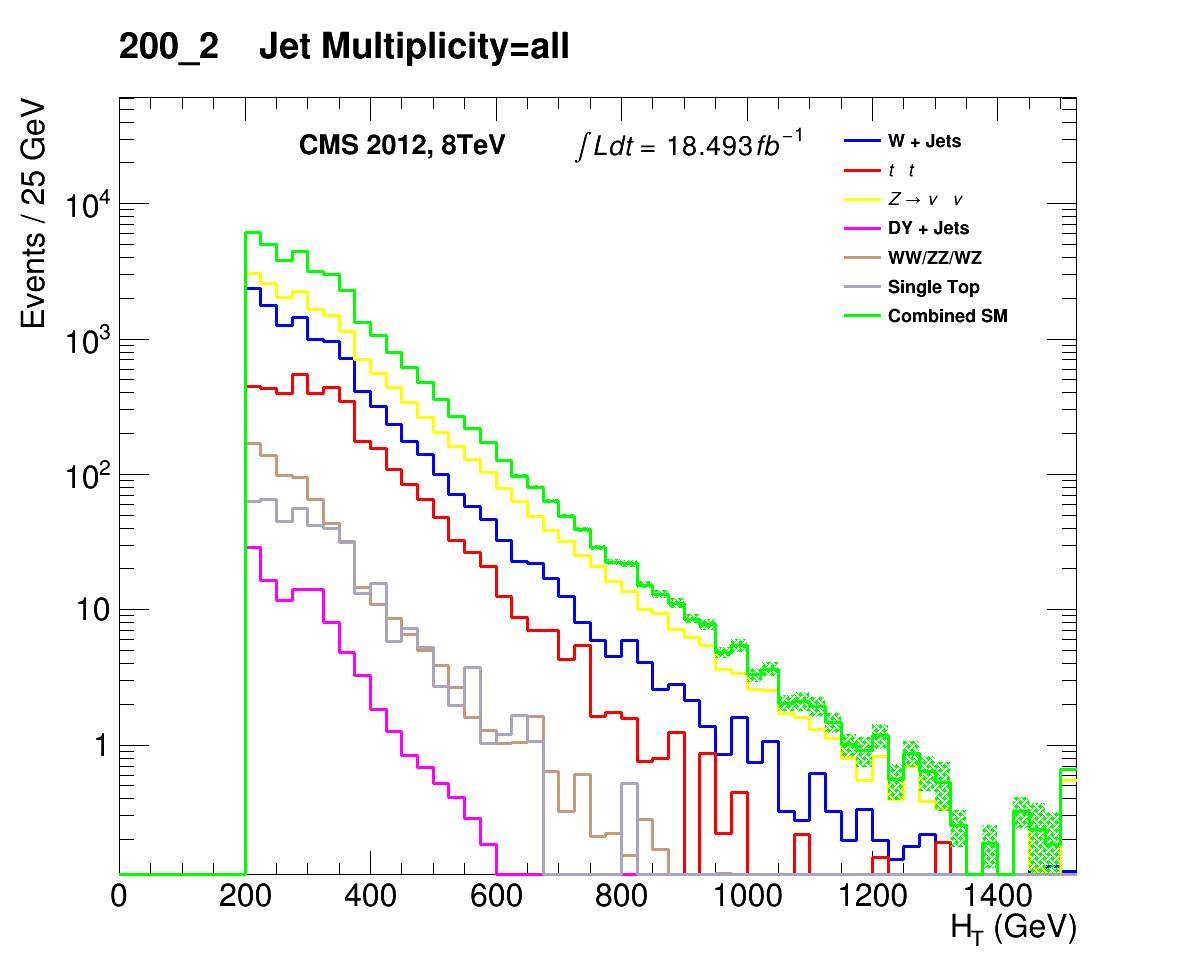 200_2 Jet Multiplicity=all
Events / 25 GeV
CMS 2012, 8TeV ∫Ldt = 18.493fb⁻¹
W + Jets
t t
Z → ν ν
DY + Jets
WW/ZZ/WZ
Single Top
Combined SM
10⁴
10³
10²
10
1
0 200 400 600 800 1000 1200 1400
H_T (GeV)